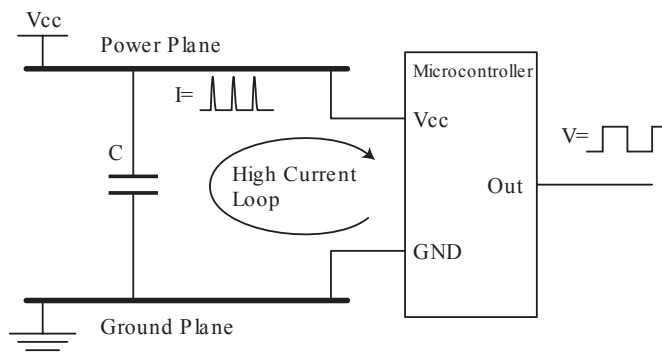 Vcc
Power Plane
I=
Microcontroller
Vcc
V=
C
High Current
Loop
Out
GND
Ground Plane